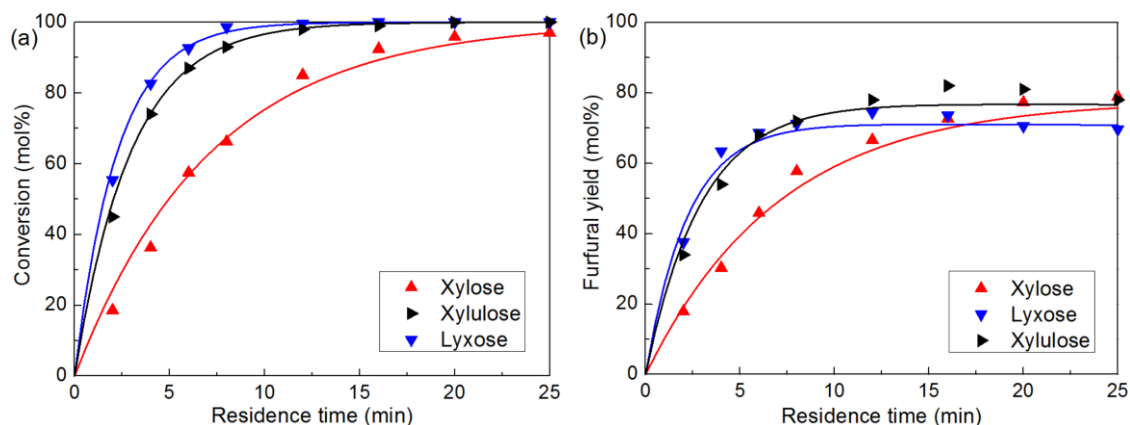 (a)
Conversion (mol%)
100
80
60
40
20
0
Xylose
Xylulose
Lyxose
0 5 10 15 20 25
Residence time (min)
(b)
Furfural yield (mol%)
100
80
60
40
20
0
Xylose
Lyxose
Xylulose
0 5 10 15 20 25
Residence time (min)